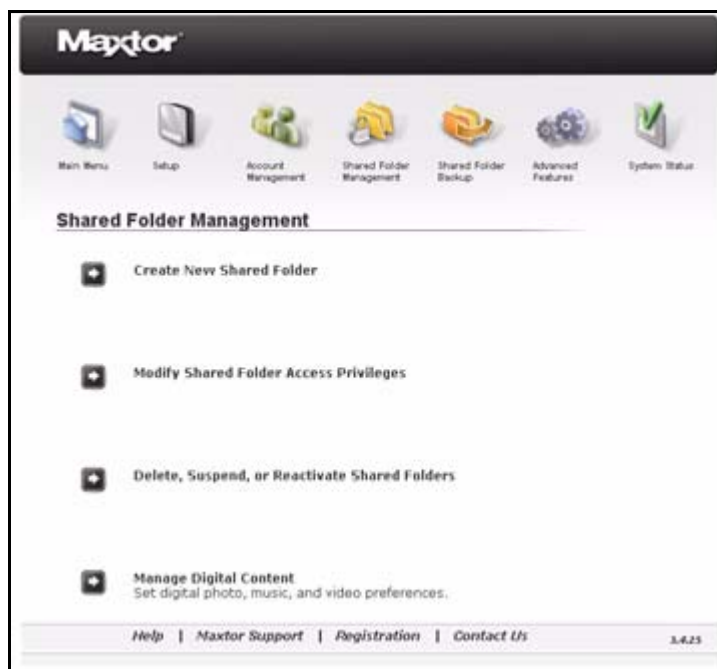 Maxtor
Main Menu
Setup
Account Management
Shared Folder Management
Shared Folder Backup
Advanced Features
System Status
Shared Folder Management
Create New Shared Folder
Modify Shared Folder Access Privileges
Delete, Suspend, or Reactivate Shared Folders
Manage Digital Content
Set digital photo, music, and video preferences.
Help | Maxtor Support | Registration | Contact Us
3.4.25